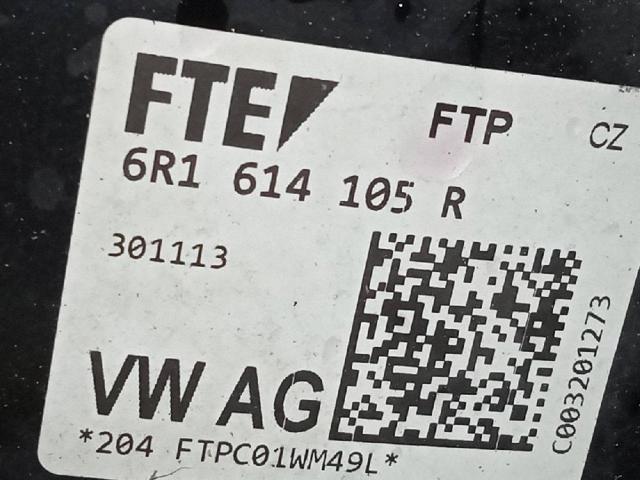 FTE FTP CZ
6R1 614 105 R
301113
C003201273
VW AG
*204 FTPC01WM49L*